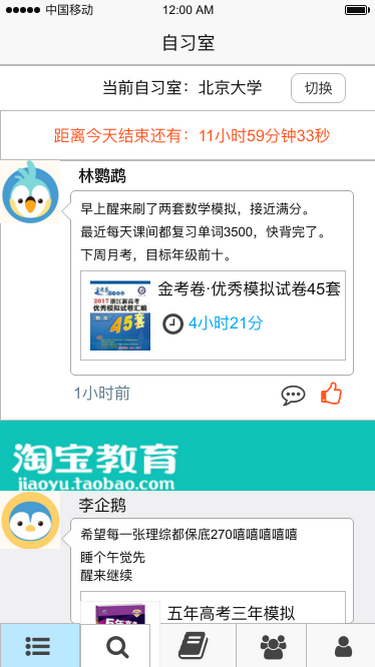 中国移动
12:00 AM
自习室
当前自习室：北京大学
切换
距离今天结束还有：11小时59分钟33秒
林鹦鹉
早上醒来刷了两套数学模拟，接近满分。
最近每天课间都复习单词3500，快背完了。
下周月考，目标年级前十。
金考卷·优秀模拟试卷45套
4小时21分
2017浙江新高考
优秀模拟试卷汇编
45套
1小时前
淘宝教育
jiaoyu.taobao.com
李企鹅
希望每一张理综都保底270嘻嘻嘻嘻嘻
睡个午觉先
醒来继续
五年高考三年模拟